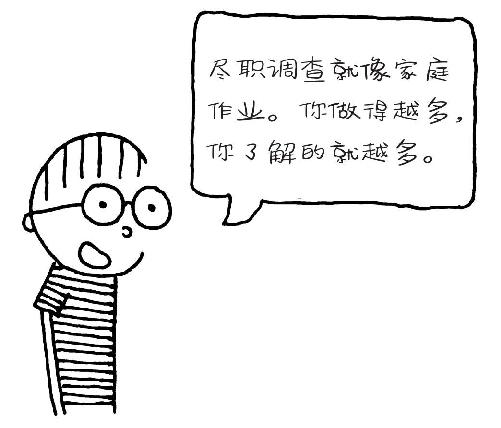 尽职调查就像家庭
作业。你做得越多，
你了解的就越多。